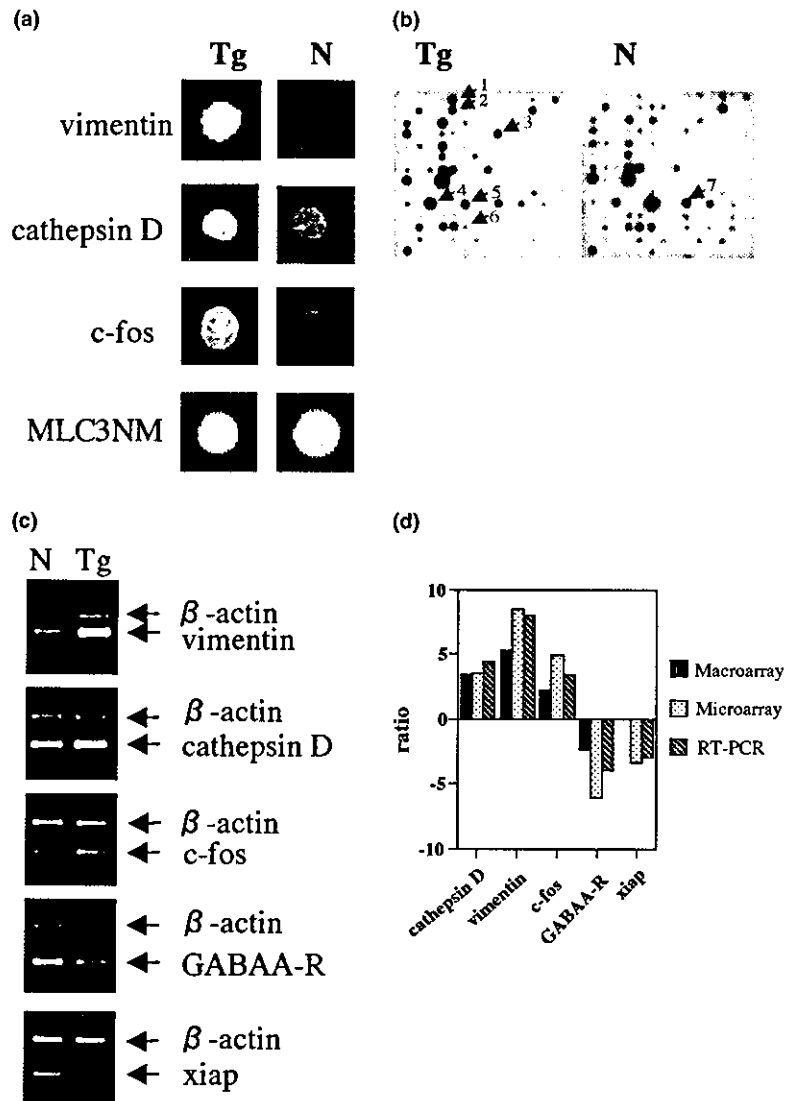 (a)
Tg N
vimentin
cathepsin D
c-fos
MLC3NM
(b)
Tg N
1
2
3
4
5
6
7
(c)
N Tg
β-actin
vimentin
β-actin
cathepsin D
β-actin
c-fos
β-actin
GABAA-R
β-actin
xiap
(d)
10
5
0
-5
-10
ratio
cathepsin D
vimentin
c-fos
GABAA-R
xiap
Macroarray
Microarray
RT-PCR